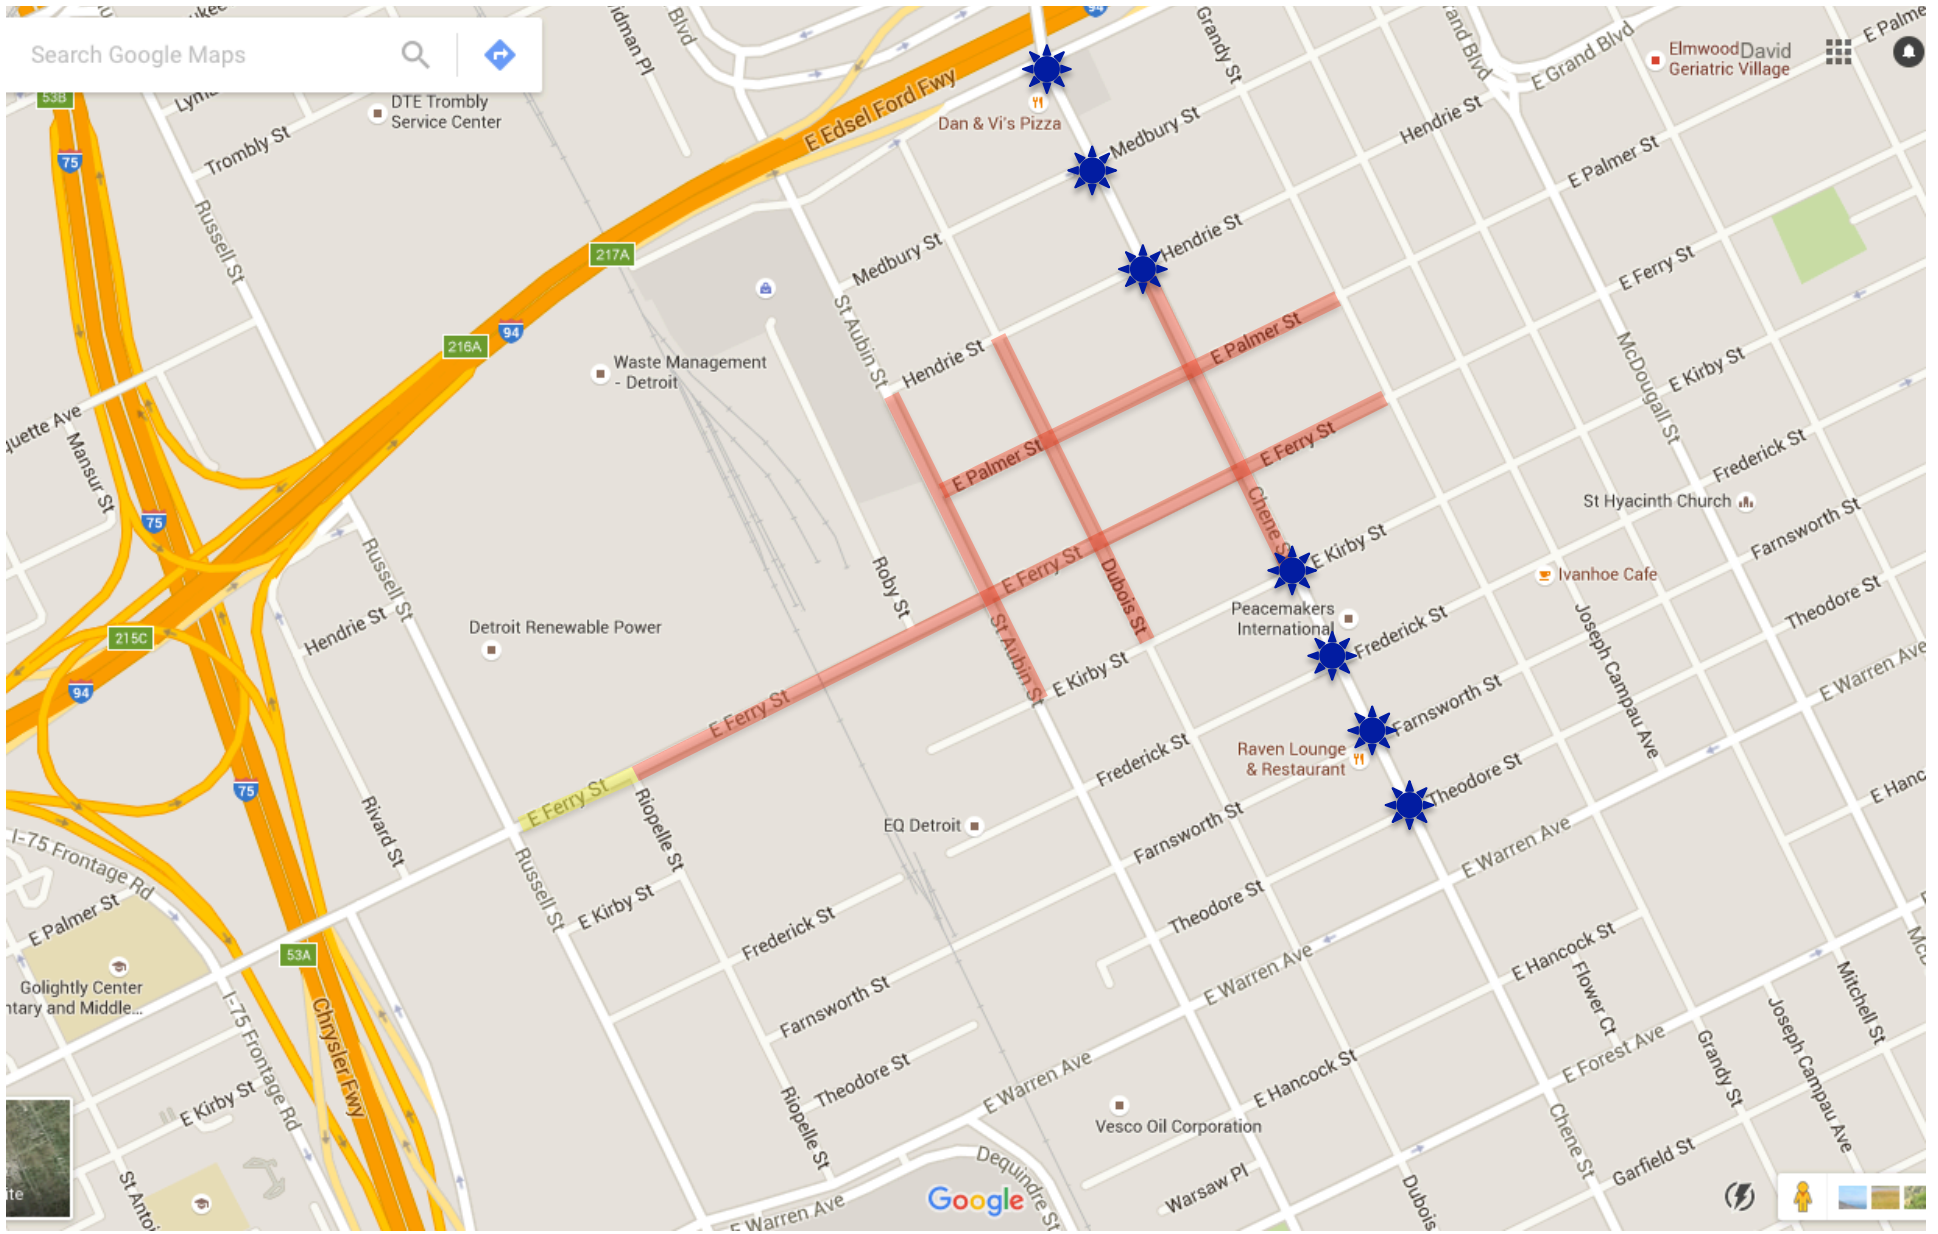 Search Google Maps
53B
75
Trombly St
DTE Trombly
Service Center
Blvd
94
E Edsel Ford Fwy
Dan & Vi's Pizza
Grandy St
Medbury St
E Grand Blvd
Elmwood David
Geriatric Village
E Palme
Hendrie St
E Palmer St
Russell St
217A
Medbury St
Hendrie St
E Ferry St
St Aubin St
216A
94
Waste Management
- Detroit
Hendrie St
E Palmer St
McDougall St
E Kirby St
quette Ave
Mansur St
75
E Palmer St
E Ferry St
Chene S
Frederick St
St Hyacinth Church
Farnsworth St
Russell St
Roby St
E Ferry St
Dubois St
E Kirby St
Ivanhoe Cafe
Theodore St
215C
Hendrie St
Detroit Renewable Power
St Aubin St
Peacemakers
International
Frederick St
Joseph Campau Ave
E Warren Ave
94
E Ferry St
E Kirby St
Farnsworth St
Raven Lounge
& Restaurant
Frederick St
Theodore St
75
E Ferry St
Riopelle St
Rivard St
EQ Detroit
Farnsworth St
E Warren Ave
E Hanc
I-75 Frontage Rd
Russell St
E Kirby St
Theodore St
E Palmer St
Frederick St
53A
E Warren Ave
E Hancock St
Golightly Center
ntary and Middle...
Farnsworth St
Flower Ct
Mitchell St
I-75 Frontage Rd
Chrysler Fwy
Theodore St
E Warren Ave
E Hancock St
E Forest Ave
Grandy St
Joseph Campau Ave
E Kirby St
Riopelle St
Vesco Oil Corporation
Chene St
Garfield St
ite
St Antoi
E Warren Ave
Google
Dequindre St
Warsaw Pl
Dubois